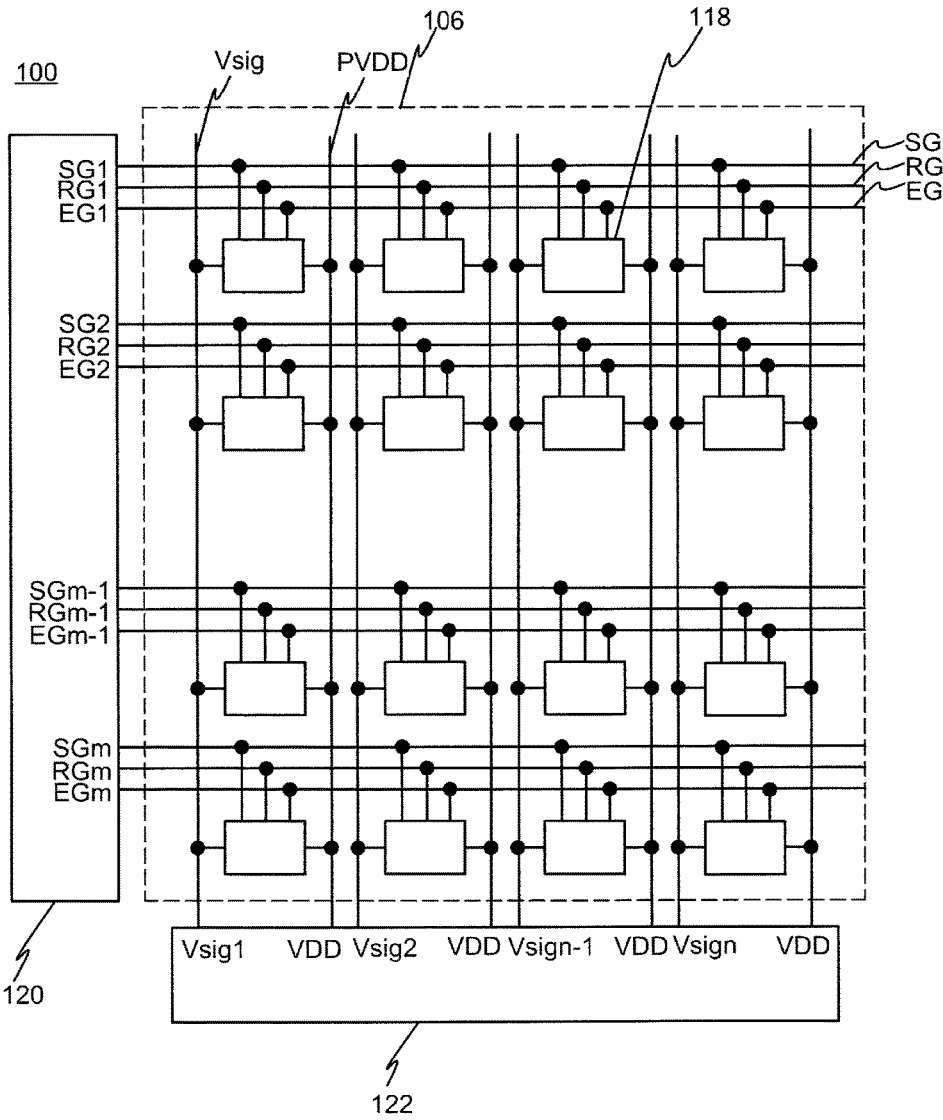 106
118
Vsig
PVDD
100
SG
SG1
RG
RG1
EG
EG1
SG2
RG2
EG2
SGm-1
RGm-1
EGm-1
SGm
RGm
EGm
Vsig1 VDD Vsig2 VDD Vsign-1 VDD Vsign VDD
120
122